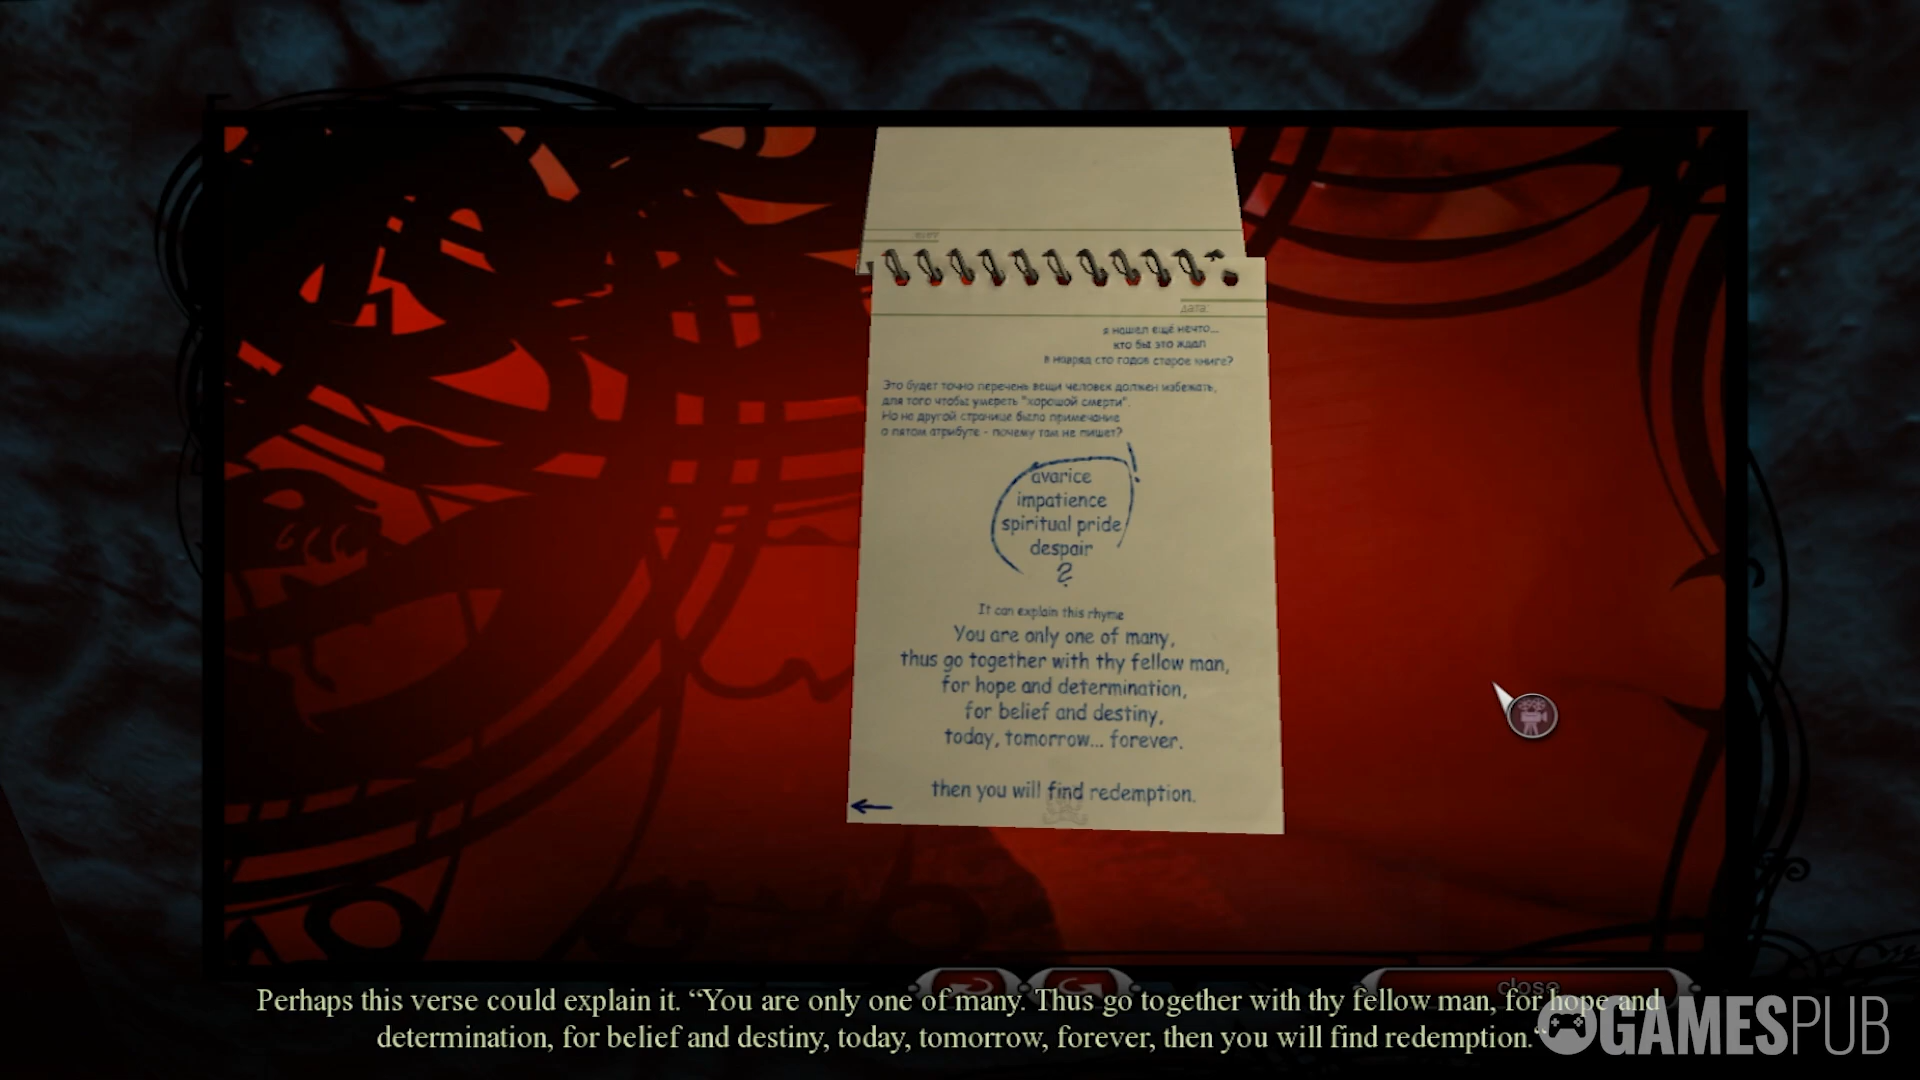 дата:
я нашел ещё нечто...
кто бы это ждал
в навряд сто годов старое книге?
Это будет точно перечень вещи человек должен избежать,
для того чтобы умереть "хорошой смерти".
Но на другой странице было примечание
о пятом атрибуте - почему там не пишет?
avarice
impatience
spiritual pride
despair
?
It can explain this rhyme
You are only one of many,
thus go together with thy fellow man,
for hope and determination,
for belief and destiny,
today, tomorrow... forever.
then you will find redemption.
close
Perhaps this verse could explain it. “You are only one of many. Thus go together with thy fellow man, for hope and
determination, for belief and destiny, today, tomorrow, forever, then you will find redemption.“
GAMESPUB